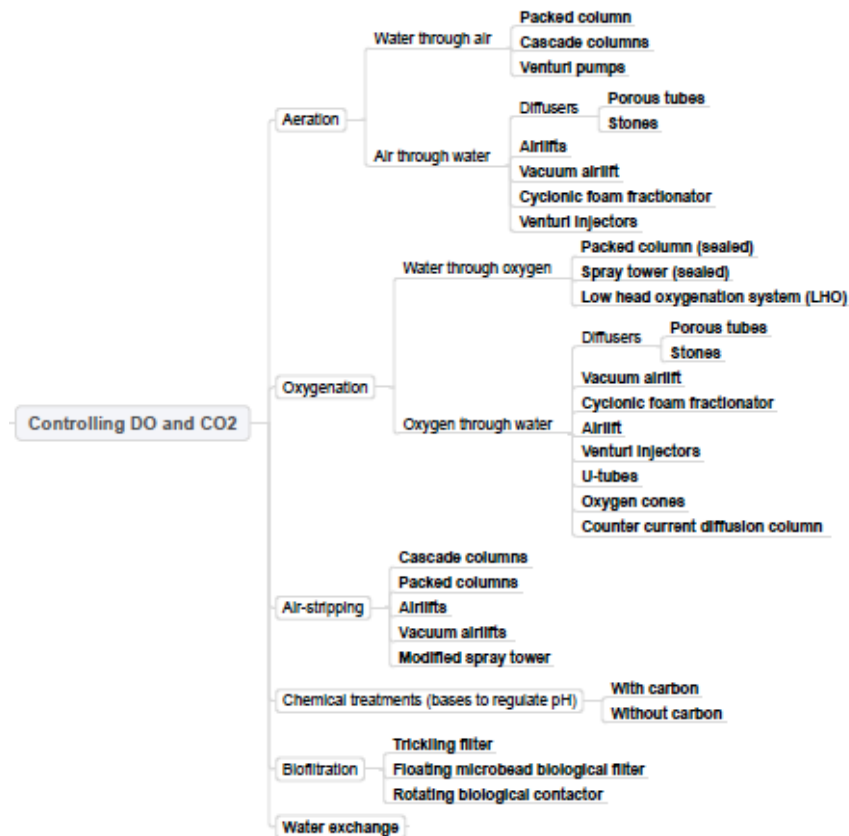 Packed column
Water through air
Cascade columns
Venturi pumps
Aeration
Porous tubes
Diffusers
Stones
Airlifts
Air through water
Vacuum airlift
Cyclonic foam fractionator
Venturi injectors
Packed column (sealed)
Water through oxygen
Spray tower (sealed)
Low head oxygenation system (LHO)
Porous tubes
Diffusers
Stones
Oxygenation
Vacuum airlift
Cyclonic foam fractionator
Controlling DO and CO2
Oxygen through water
Airlift
Venturi injectors
U-tubes
Oxygen cones
Counter current diffusion column
Cascade columns
Packed columns
Air-stripping
Airlifts
Vacuum airlifts
Modified spray tower
Chemical treatments (bases to regulate pH)
With carbon
Without carbon
Trickling filter
Biofiltration
Floating microbead biological filter
Rotating biological contactor
Water exchange